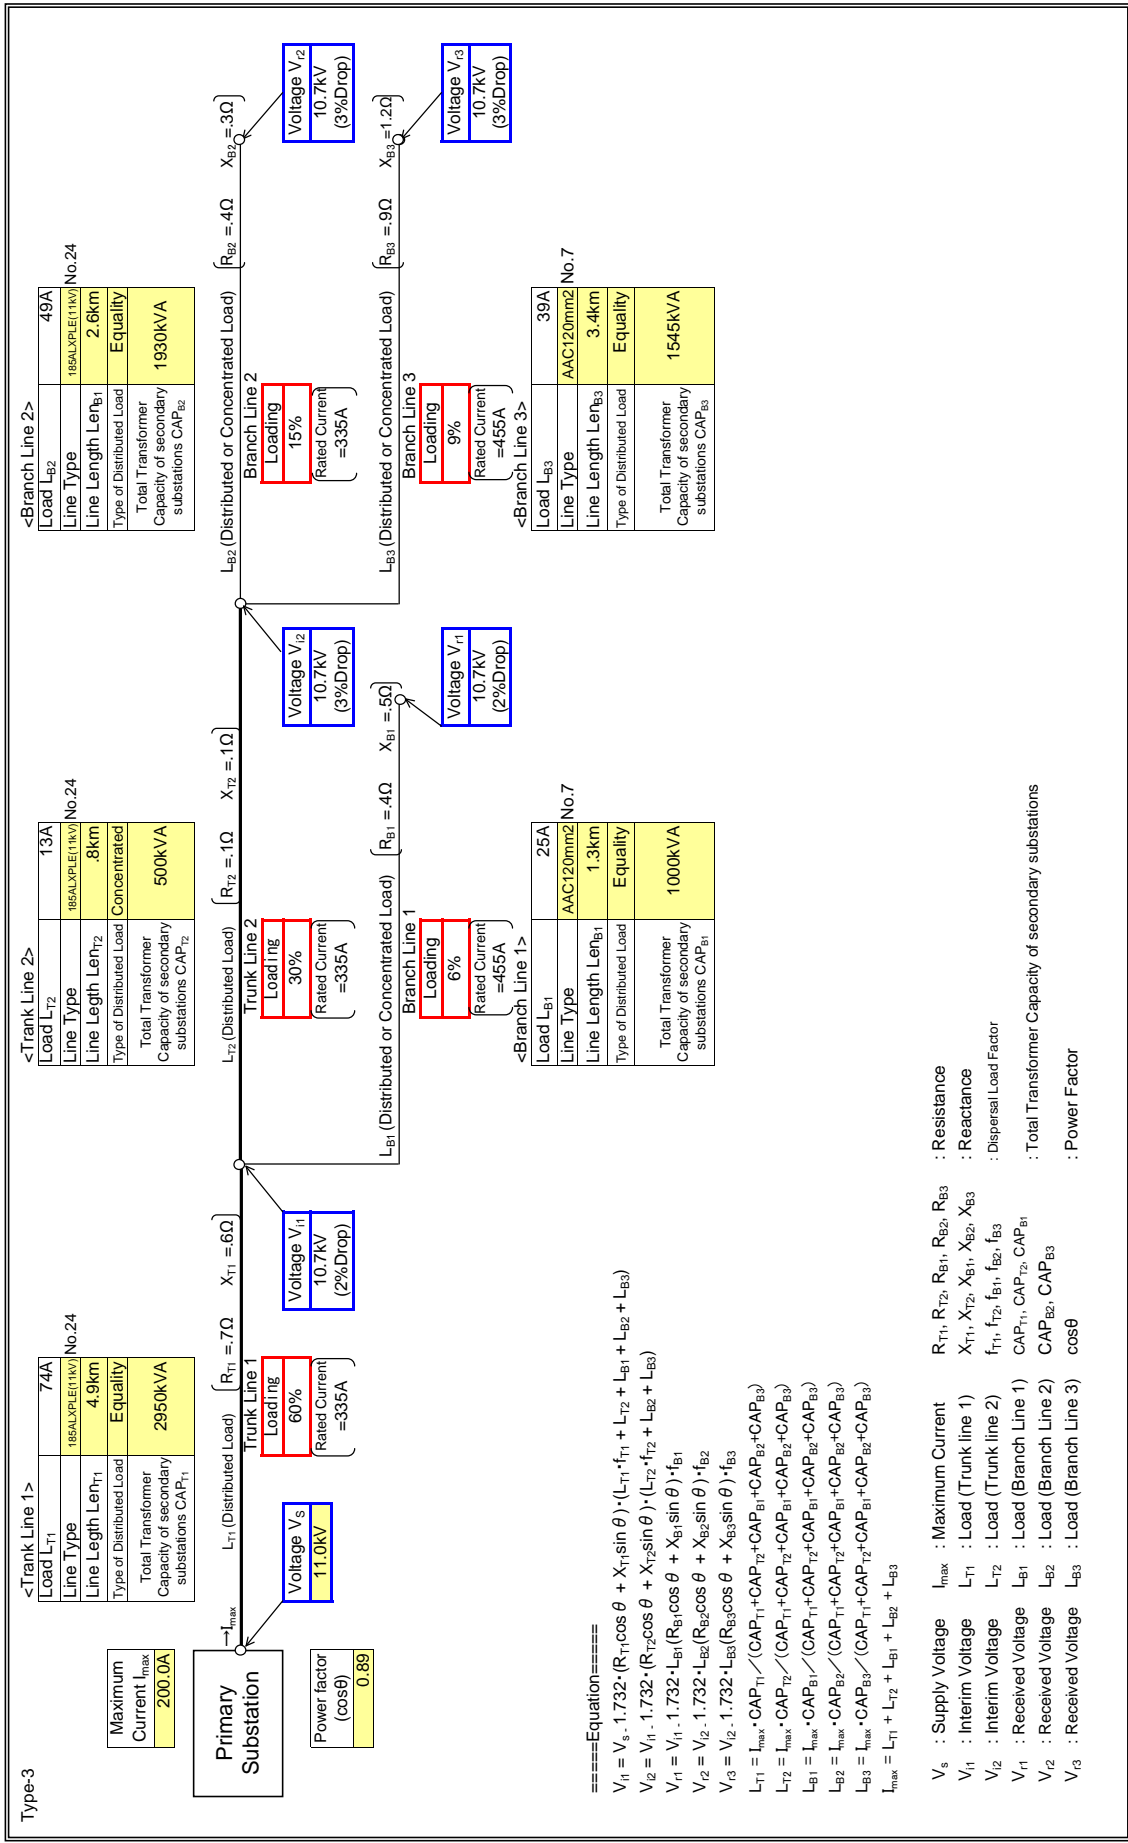 Type-3
Maximum
Current Imax
200.0A
Primary
Substation
Power factor
(cosθ)
0.89
→Imax
Voltage VS
11.0kV
<Trank Line 1>
Load LT1 74A
Line Type 185ALXPLE(11kV) No.24
Line Length LenT1 4.9km
Type of Distributed Load Equality
Total Transformer
Capacity of secondary
substations CAPT1
2950kVA
LT1 (Distributed Load)
RT1 =.7Ω XT1 =.6Ω
Trunk Line 1
Loading
60%
Rated Current
=335A
Voltage Vi1
10.7kV
(2%Drop)
<Trank Line 2>
Load LT2 13A
Line Type 185ALXPLE(11kV) No.24
Line Legth LenT2 .8km
Type of Distributed Load Concentrated
Total Transformer
Capacity of secondary
substations CAPT2
500kVA
LT2 (Distributed Load)
RT2 =.1Ω XT2 =.1Ω
Trunk Line 2
Loading
30%
Rated Current
=335A
Voltage Vi2
10.7kV
(3%Drop)
LB1 (Distributed or Concentrated Load)
RB1 =.4Ω XB1 =.5Ω
Branch Line 1
Loading
6%
Rated Current
=455A
Voltage Vr1
10.7kV
(2%Drop)
<Branch Line 1>
Load LB1 25A
Line Type AAC120mm2 No.7
Line Length LenB1 1.3km
Type of Distributed Load Equality
Total Transformer
Capacity of secondary
substations CAPB1
1000kVA
<Branch Line 2>
Load LB2 49A
Line Type 185ALXPLE(11kV) No.24
Line Length LenB1 2.6km
Type of Distributed Load Equality
Total Transformer
Capacity of secondary
substations CAPB2
1930kVA
LB2 (Distributed or Concentrated Load)
RB2 =.4Ω XB2 =.3Ω
Branch Line 2
Loading
15%
Rated Current
=335A
Voltage Vr2
10.7kV
(3%Drop)
LB3 (Distributed or Concentrated Load)
RB3 =.9Ω XB3 =1.2Ω
Branch Line 3
Loading
9%
Rated Current
=455A
Voltage Vr3
10.7kV
(3%Drop)
<Branch Line 3>
Load LB3 39A
Line Type AAC120mm2 No.7
Line Length LenB3 3.4km
Type of Distributed Load Equality
Total Transformer
Capacity of secondary
substations CAPB3
1545kVA
=====Equation=====
Vi1 = Vs - 1.732•(RT1cos θ + XT1sin θ)•(LT1•fT1 + LT2 + LB1 + LB2 + LB3)
Vi2 = Vi1 - 1.732•(RT2cos θ + XT2sin θ)•(LT2•fT2 + LB2 + LB3)
Vr1 = Vi1 - 1.732•LB1(RB1cos θ + XB1sin θ)•fB1
Vr2 = Vi2 - 1.732•LB2(RB2cos θ + XB2sin θ)•fB2
Vr3 = Vi2 - 1.732•LB3(RB3cos θ + XB3sin θ)•fB3
LT1 = Imax•CAPT1／(CAPT1+CAPT2+CAPB1+CAPB2+CAPB3)
LT2 = Imax•CAPT2／(CAPT1+CAPT2+CAPB1+CAPB2+CAPB3)
LB1 = Imax•CAPB1／(CAPT1+CAPT2+CAPB1+CAPB2+CAPB3)
LB2 = Imax•CAPB2／(CAPT1+CAPT2+CAPB1+CAPB2+CAPB3)
LB3 = Imax•CAPB3／(CAPT1+CAPT2+CAPB1+CAPB2+CAPB3)
Imax = LT1 + LT2 + LB1 + LB2 + LB3
Vs : Supply Voltage Imax : Maximum Current RT1, RT2, RB1, RB2, RB3 : Resistance
Vi1 : Interim Voltage LT1 : Load (Trunk line 1) XT1, XT2, XB1, XB2, XB3 : Reactance
Vi2 : Interim Voltage LT2 : Load (Trunk line 2) fT1, fT2, fB1, fB2, fB3 : Dispersal Load Factor
Vr1 : Received Voltage LB1 : Load (Branch Line 1) CAPT1, CAPT2, CAPB1 : Total Transformer Capacity of secondary substations
Vr2 : Received Voltage LB2 : Load (Branch Line 2) CAPB2, CAPB3
Vr3 : Received Voltage LB3 : Load (Branch Line 3) cosθ : Power Factor